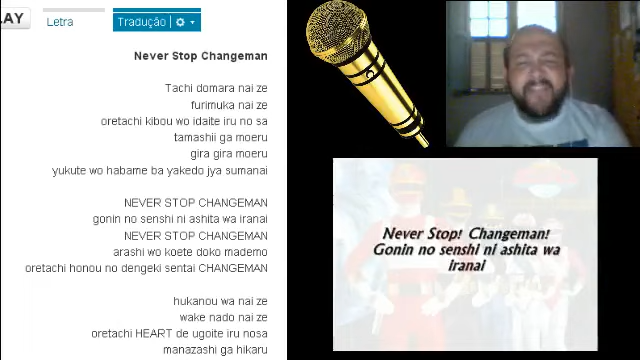 LAY
Letra
Tradução
Never Stop Changeman
Tachi domara nai ze
furimuka nai ze
oretachi kibou wo idaite iru no sa
tamashii ga moeru
gira gira moeru
yukute wo habame ba yakedo jya sumanai
NEVER STOP CHANGEMAN
gonin no senshi ni ashita wa iranai
NEVER STOP CHANGEMAN
arashi wo koete doko mademo
oretachi honou no dengeki sentai CHANGEMAN
hukanou wa nai ze
wake nado nai ze
oretachi HEART de ugoite iru nosa
manazashi ga hikaru
Never Stop! Changeman!
Gonin no senshi ni ashita wa
iranai